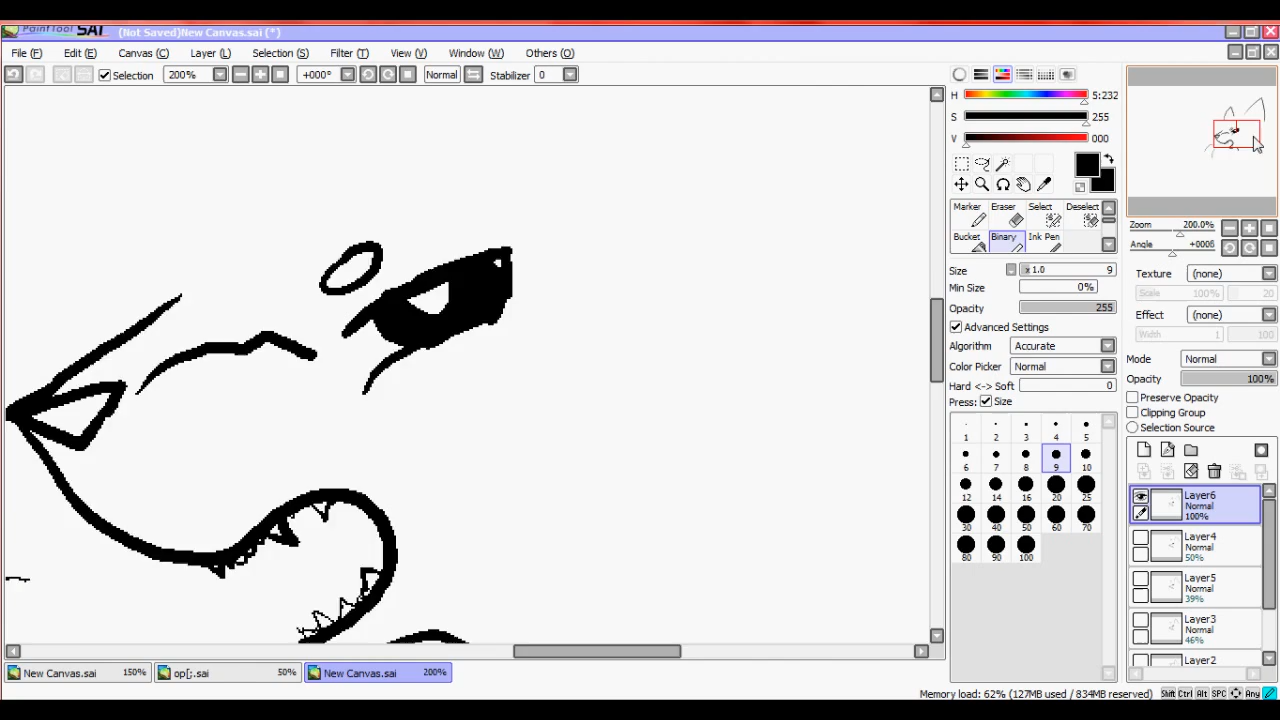 PaintTool SAI (Not Saved)New Canvas.sai (*)
File (F) Edit (E) Canvas (C) Layer (L) Selection (S) Filter (T) View (V) Window (W) Others (O)
Selection 200% +000° Normal Stabilizer 0
H 5:232
S 255
V 000
Marker Eraser Select Deselect
Bucket Binary Ink Pen
Size x 1.0 9
Min Size 0%
Opacity 255
Advanced Settings
Algorithm Accurate
Color Picker Normal
Hard <-> Soft 0
Press: Size
1 2 3 4 5
6 7 8 9 10
12 14 16 20 25
30 40 50 60 70
80 90 100
Zoom 200.0%
Angle +0006
Texture (none)
Scale 100% 20
Effect (none)
Width 1 100
Mode Normal
Opacity 100%
Preserve Opacity
Clipping Group
Selection Source
Layer6
Normal
100%
Layer4
Normal
50%
Layer5
Normal
39%
Layer3
Normal
46%
Layer2
New Canvas.sai 150% op[;.sai 50% New Canvas.sai 200%
Memory load: 62% (127MB used / 834MB reserved) Shift Ctrl Alt SPC Any